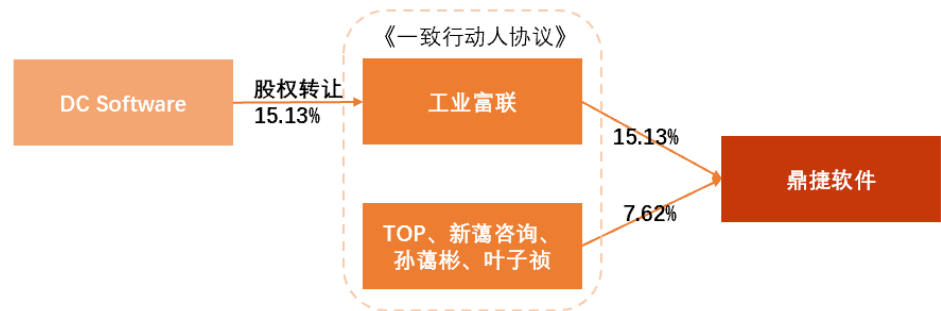 《一致行动人协议》
DC Software
股权转让
15.13%
工业富联
15.13%
鼎捷软件
7.62%
TOP、新蔼咨询、
孙蔼彬、叶子祯